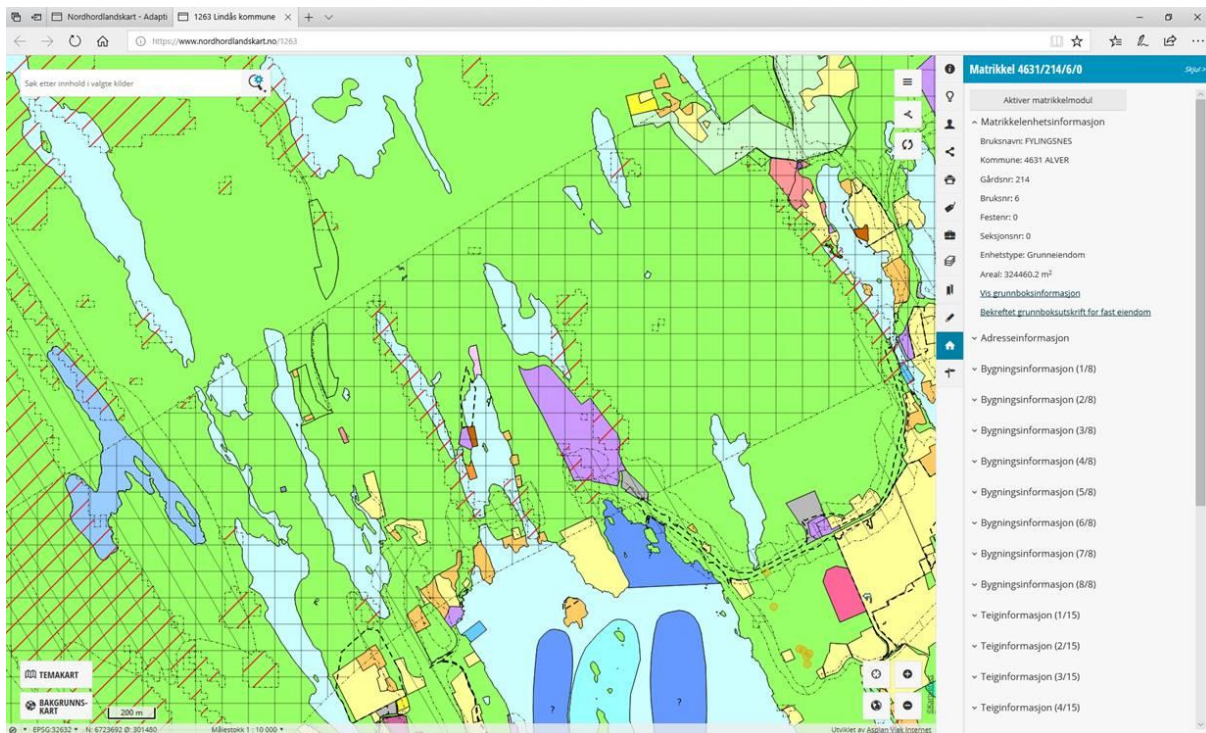 Nordhordlandskart - Adapti
1263 Lindås kommune
https://www.nordhordlandskart.no/1263
Søk etter innhold i valgte kilder
Matrikkel 4631/214/6/0
Skjul >
Aktiver matrikkelmodul
Matrikkelenhetsinformasjon
Bruksnavn: FYLINGSNES
Kommune: 4631 ALVER
Gårdsnr: 214
Bruksnr: 6
Festenr: 0
Seksjonsnr: 0
Enhetstype: Grunneiendom
Areal: 324460.2 m²
Vis grunnboksinformasjon
Bekreftet grunnboksutskrift for fast eiendom
Adresseinformasjon
Bygningsinformasjon (1/8)
Bygningsinformasjon (2/8)
Bygningsinformasjon (3/8)
Bygningsinformasjon (4/8)
Bygningsinformasjon (5/8)
Bygningsinformasjon (6/8)
Bygningsinformasjon (7/8)
Bygningsinformasjon (8/8)
Teiginformasjon (1/15)
Teiginformasjon (2/15)
Teiginformasjon (3/15)
Teiginformasjon (4/15)
TEMAKART
BAKGRUNNS-
KART
200 m
? ?
EPSG:32632 N: 6723692 Ø: 301480 Målestokk 1 : 10 000
Utviklet av Asplan Viak Internet